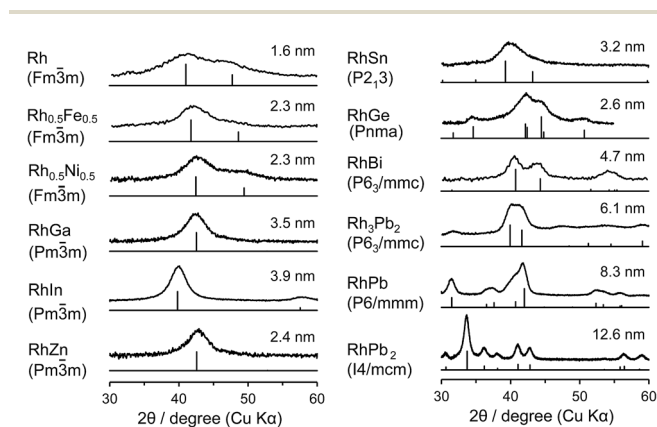 Rh
(Fm3̄m)
1.6 nm
Rh₀.₅Fe₀.₅
(Fm3̄m)
2.3 nm
Rh₀.₅Ni₀.₅
(Fm3̄m)
2.3 nm
RhGa
(Pm3̄m)
3.5 nm
RhIn
(Pm3̄m)
3.9 nm
RhZn
(Pm3̄m)
2.4 nm
30 40 50 60
2θ / degree (Cu Kα)
RhSn
(P2₁3)
3.2 nm
RhGe
(Pnma)
2.6 nm
RhBi
(P6₃/mmc)
4.7 nm
Rh₃Pb₂
(P6₃/mmc)
6.1 nm
RhPb
(P6/mmm)
8.3 nm
RhPb₂
(I4/mcm)
12.6 nm
30 40 50 60
2θ / degree (Cu Kα)